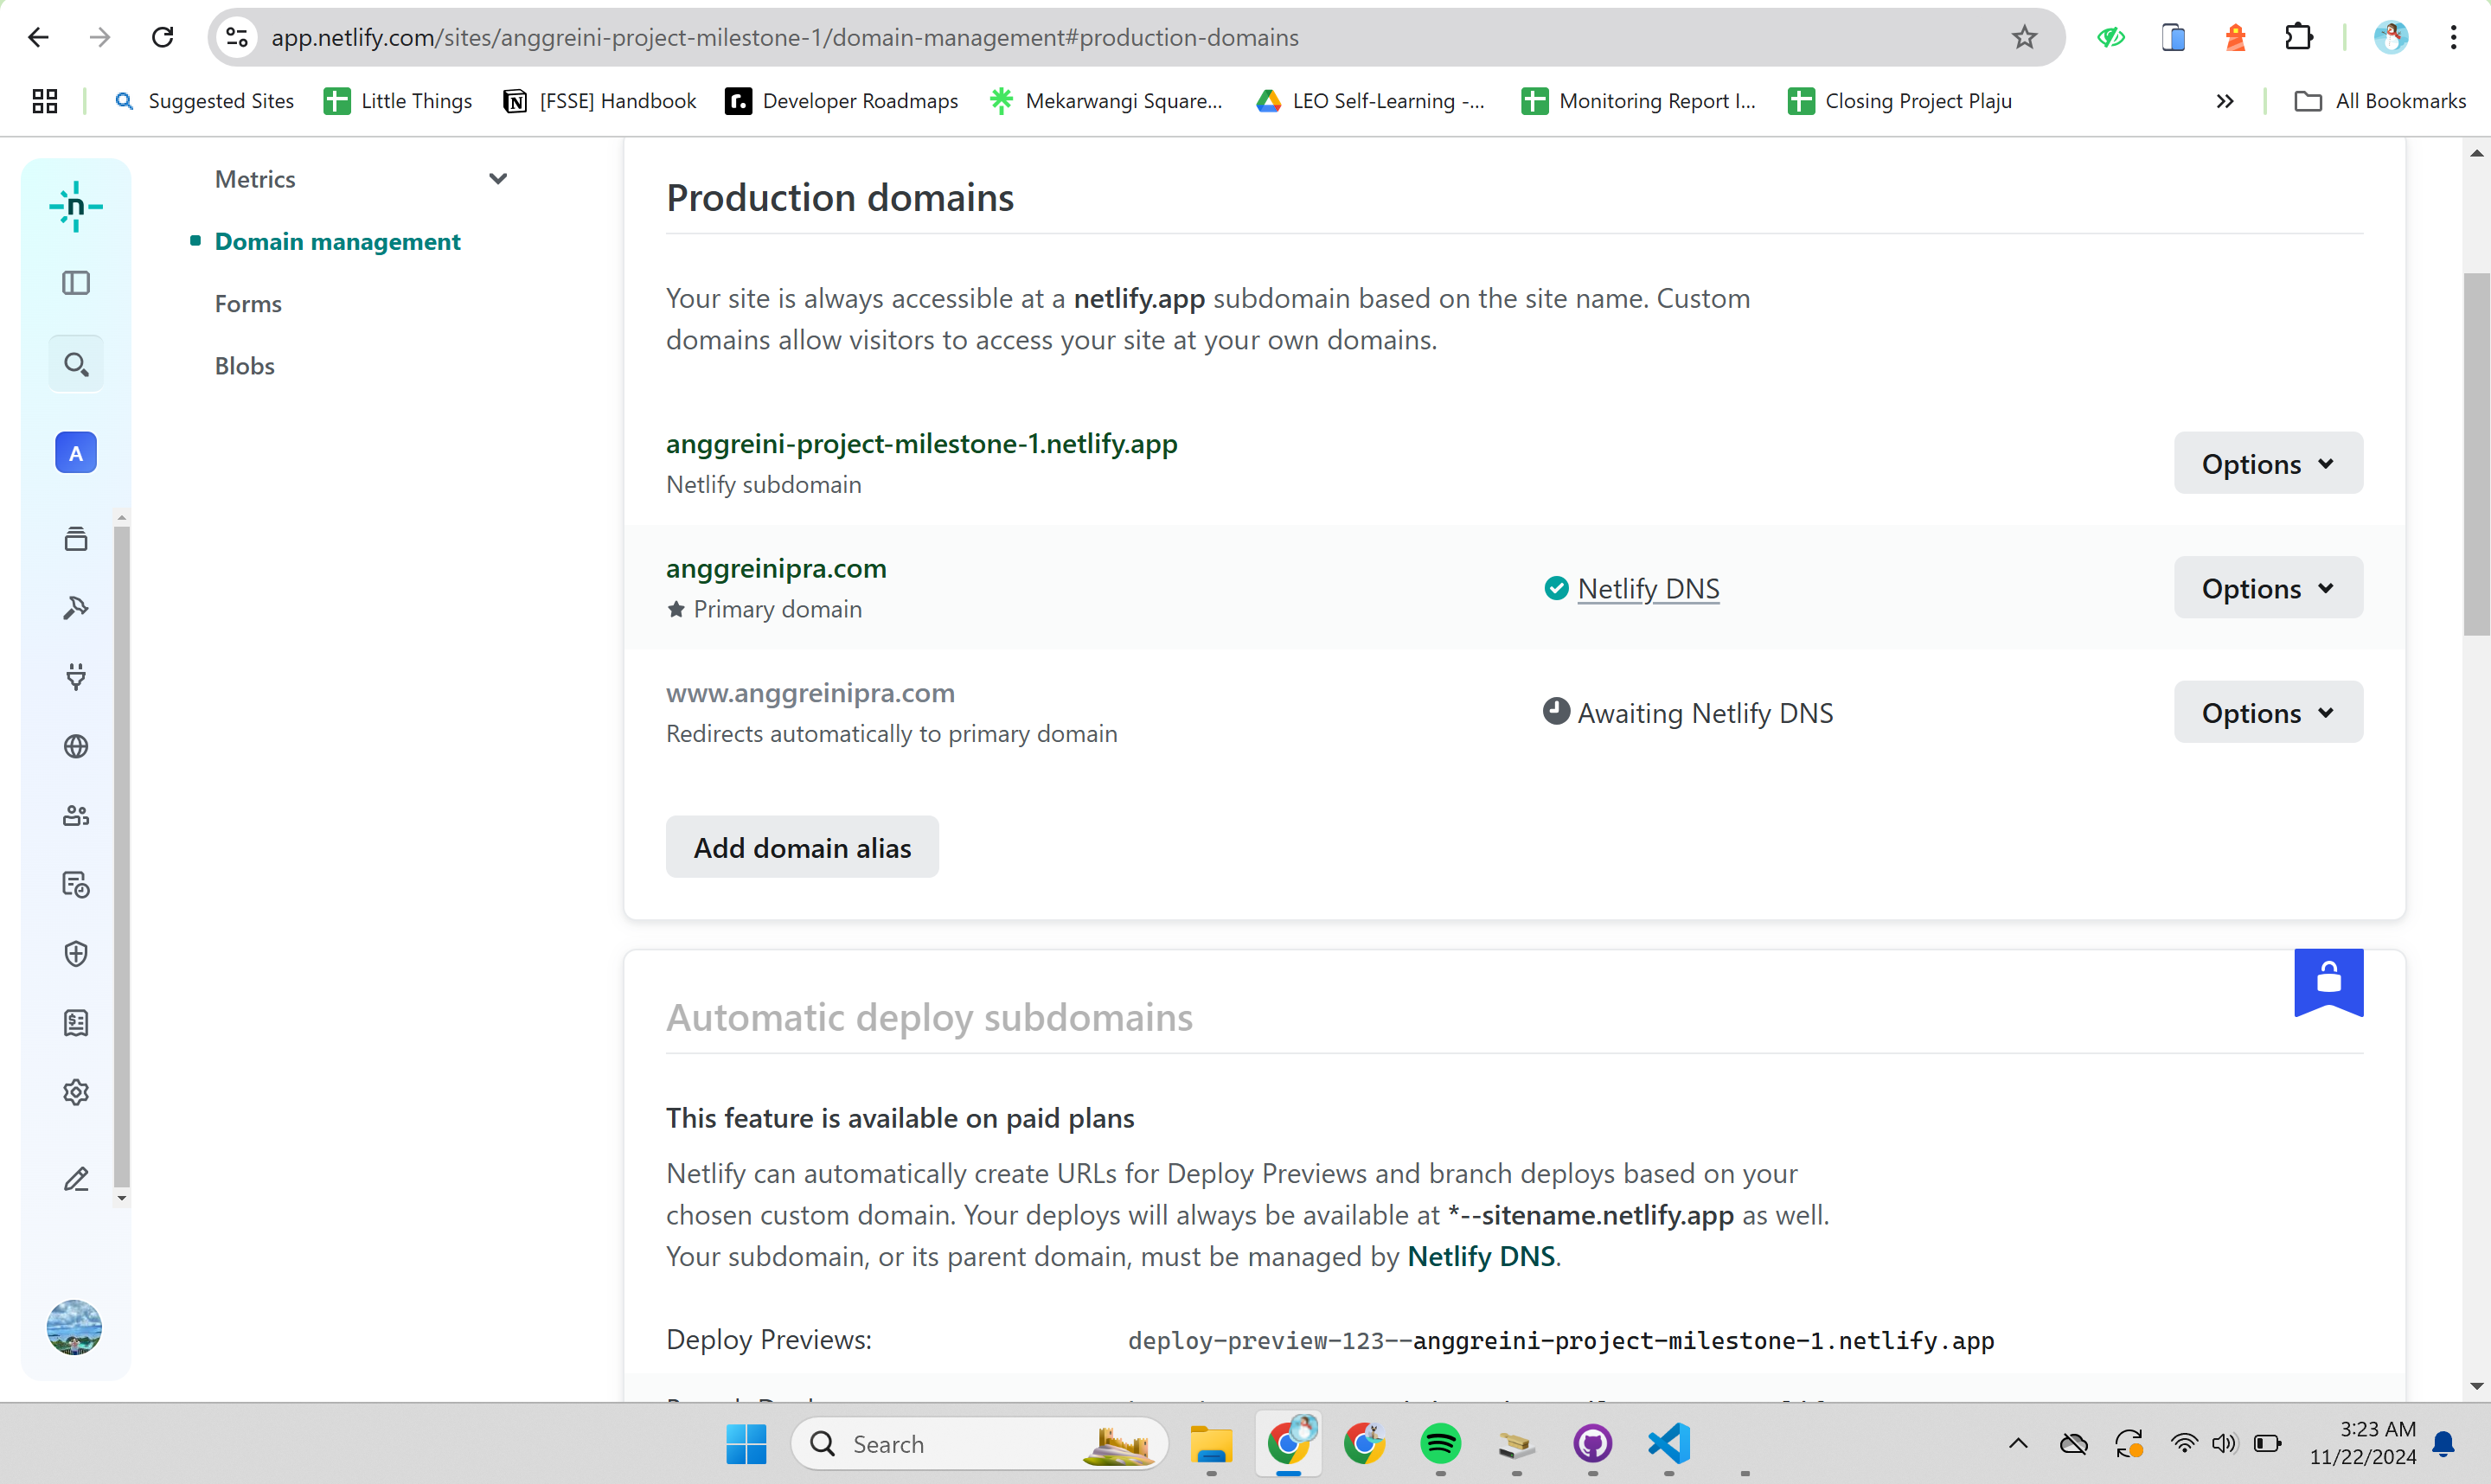 app.netlify.com/sites/anggreini-project-milestone-1/domain-management#production-domains
Suggested Sites
Little Things
[FSSE] Handbook
Developer Roadmaps
Mekarwangi Square...
LEO Self-Learning -...
Monitoring Report I...
Closing Project Plaju
All Bookmarks
Metrics
Domain management
Forms
Blobs
A
Production domains
Your site is always accessible at a netlify.app subdomain based on the site name. Custom
domains allow visitors to access your site at your own domains.
anggreini-project-milestone-1.netlify.app
Netlify subdomain
Options
anggreinipra.com
Primary domain
Netlify DNS
Options
www.anggreinipra.com
Redirects automatically to primary domain
Awaiting Netlify DNS
Options
Add domain alias
Automatic deploy subdomains
This feature is available on paid plans
Netlify can automatically create URLs for Deploy Previews and branch deploys based on your
chosen custom domain. Your deploys will always be available at *--sitename.netlify.app as well.
Your subdomain, or its parent domain, must be managed by Netlify DNS.
Deploy Previews:
deploy-preview-123--anggreini-project-milestone-1.netlify.app
Search
3:23 AM
11/22/2024